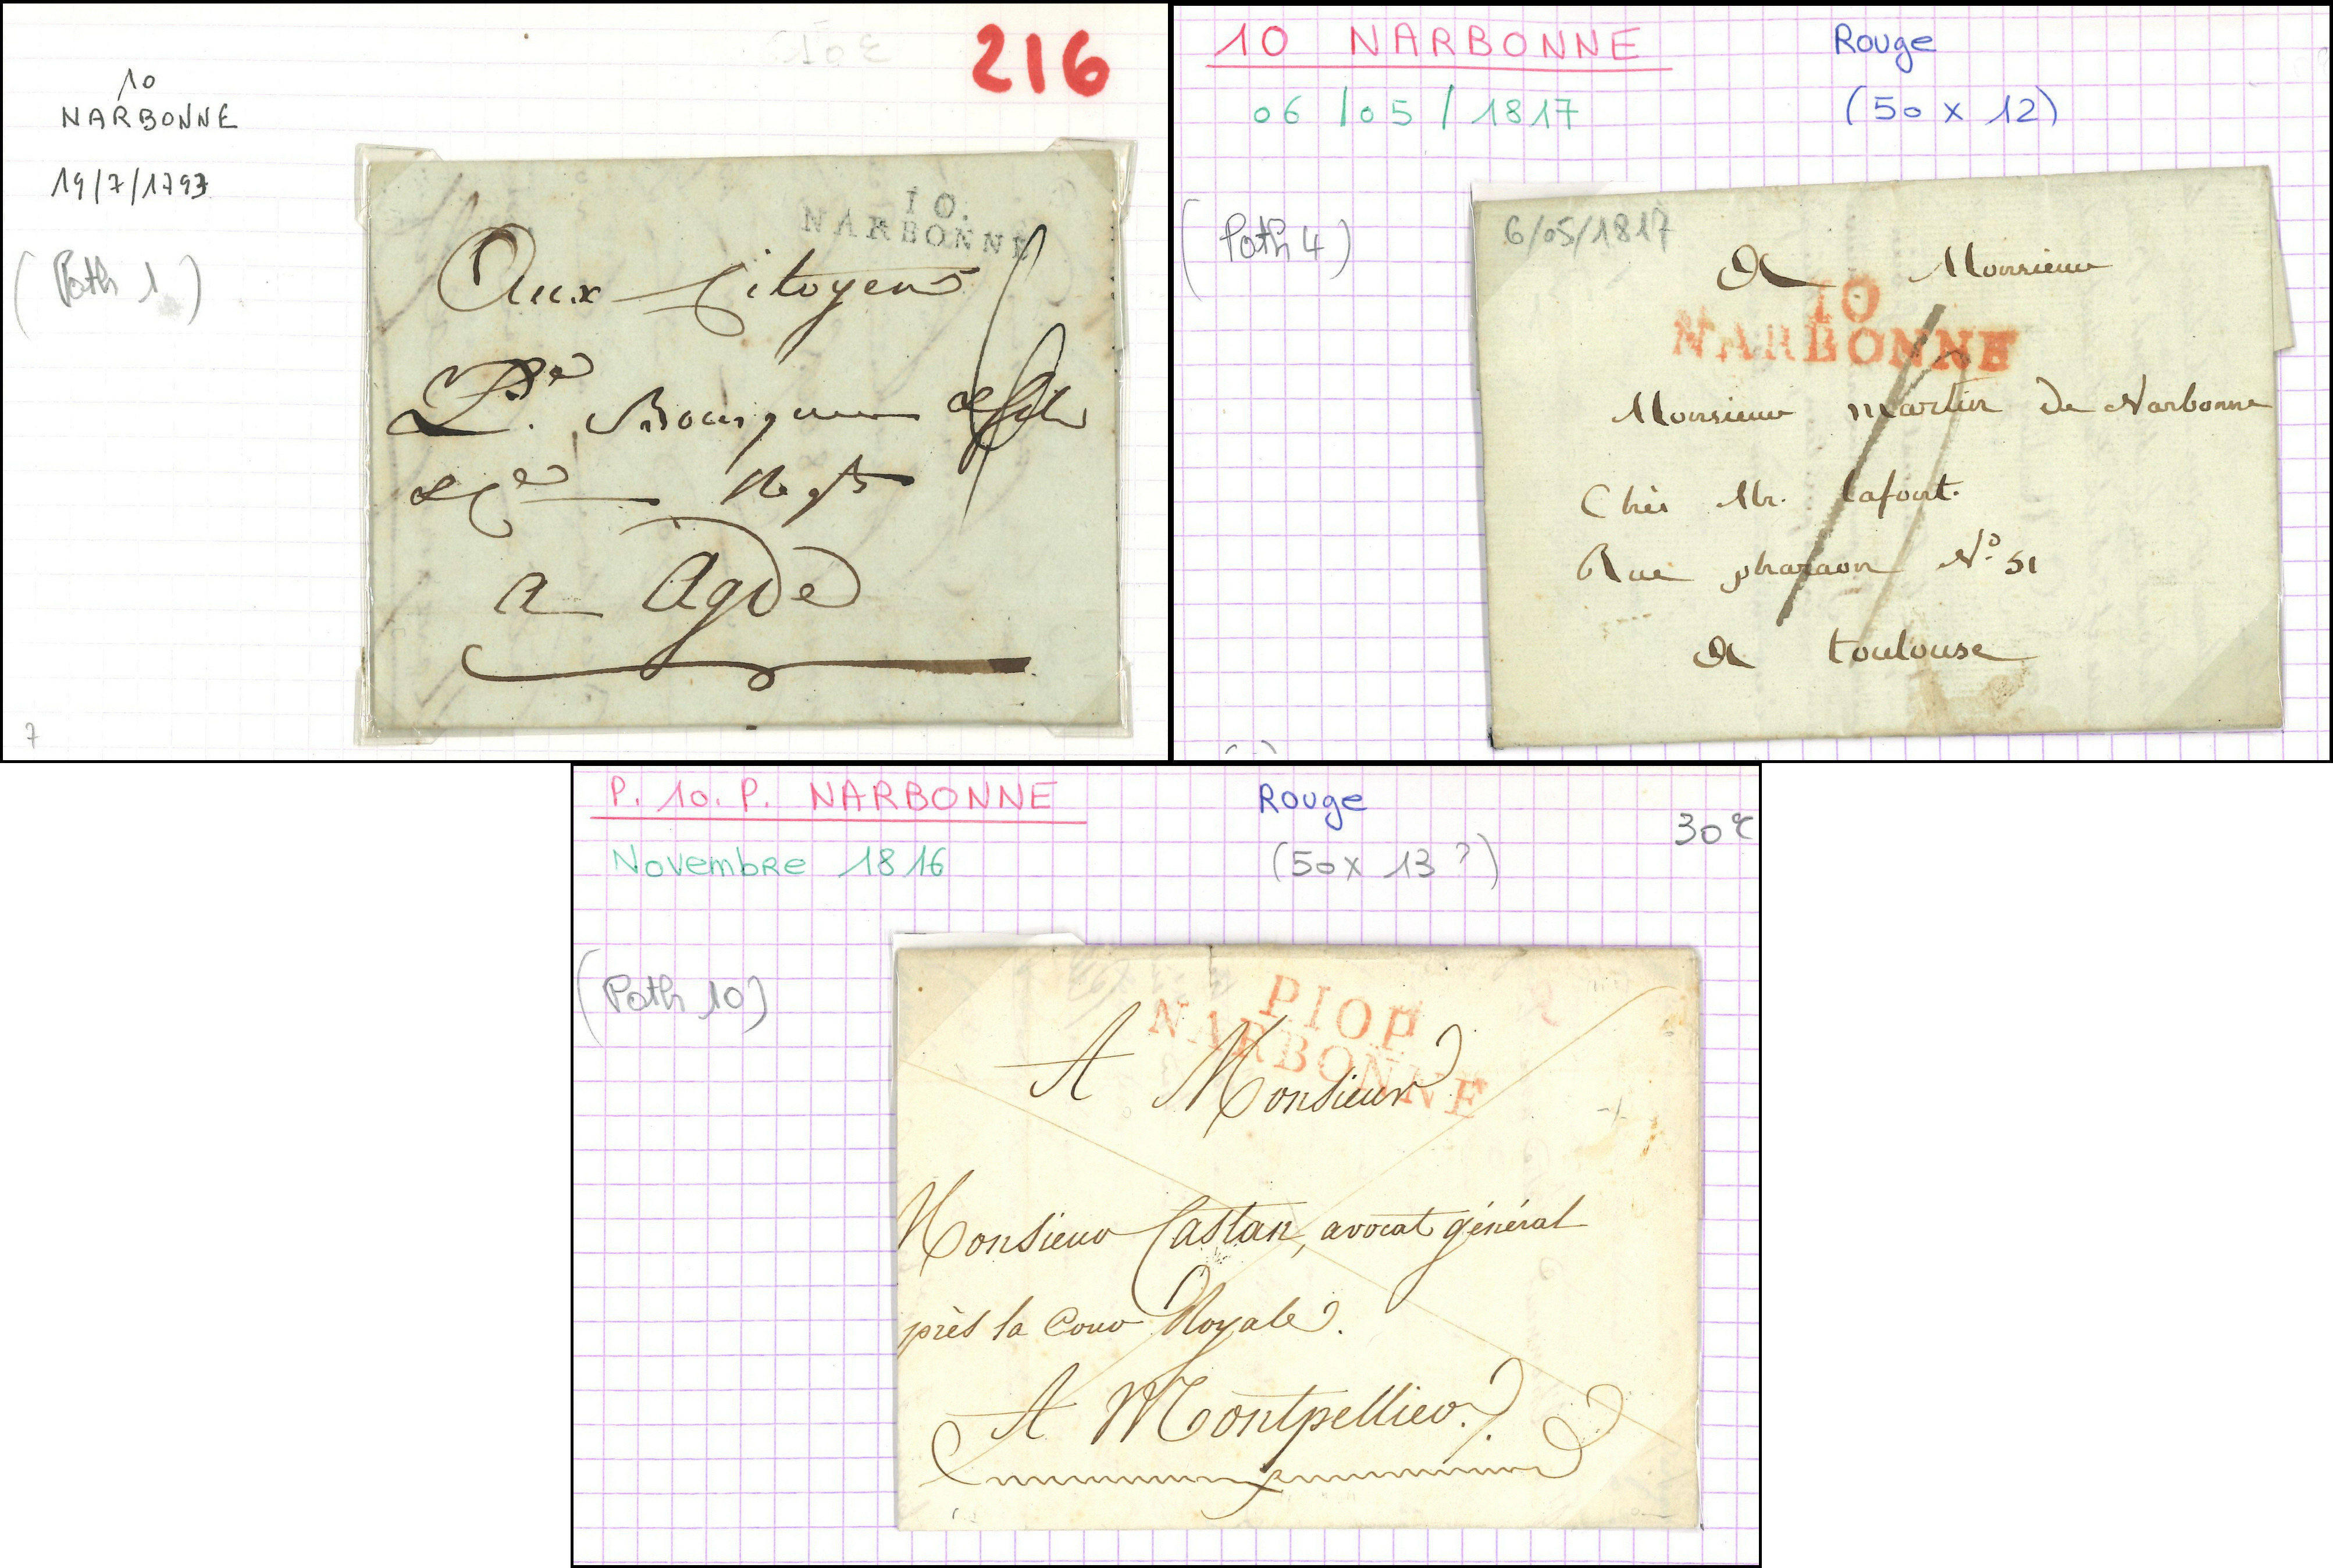 216
10
NARBONNE
19/7/1797
(Poth 1)
10.
NARBONNE
Aux Citoyens
a Agde
7
10 NARBONNE
Rouge
06/05/1817
(50 x 12)
(Poth 4)
6/05/1817
A Monsieur
10
NARBONNE
Monsieur martin de Narbonne
Chès Mr. lafont.
Rue pharaon N° 51
A toulouse
P. 10. P. NARBONNE
Rouge
30€
Novembre 1816
(50 x 13 ?)
(Poth 10)
P10P
NARBONNE
A Monsieur
Monsieur Castan, avocat général
près la Cour Royale.
A Montpellier.